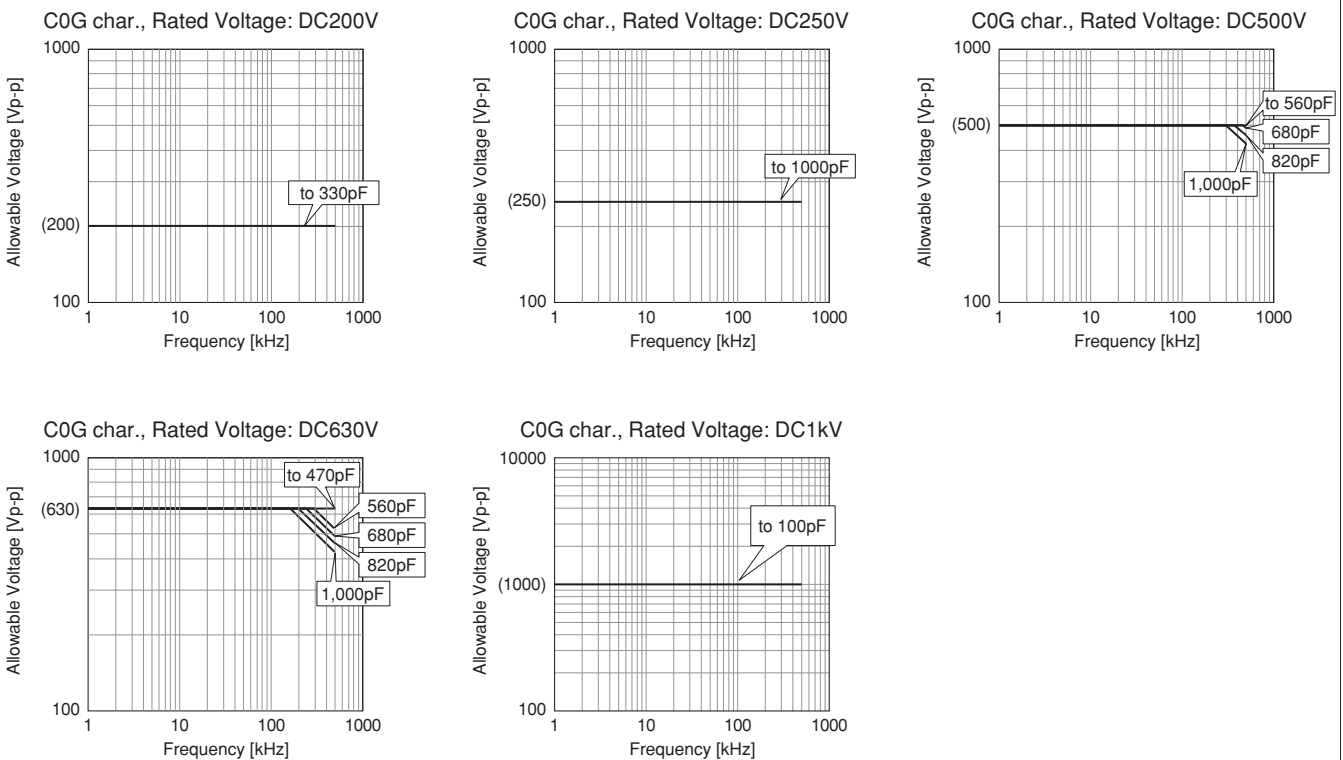 C0G char., Rated Voltage: DC200V
1000
Allowable Voltage [Vp-p]
to 330pF
(200)
100
1 10 100 1000
Frequency [kHz]
C0G char., Rated Voltage: DC250V
1000
Allowable Voltage [Vp-p]
to 1000pF
(250)
100
1 10 100 1000
Frequency [kHz]
C0G char., Rated Voltage: DC500V
1000
Allowable Voltage [Vp-p]
to 560pF
(500)
680pF
820pF
1,000pF
100
1 10 100 1000
Frequency [kHz]
C0G char., Rated Voltage: DC630V
1000
Allowable Voltage [Vp-p]
to 470pF
(630)
560pF
680pF
820pF
1,000pF
100
1 10 100 1000
Frequency [kHz]
C0G char., Rated Voltage: DC1kV
10000
Allowable Voltage [Vp-p]
to 100pF
(1000)
100
1 10 100 1000
Frequency [kHz]